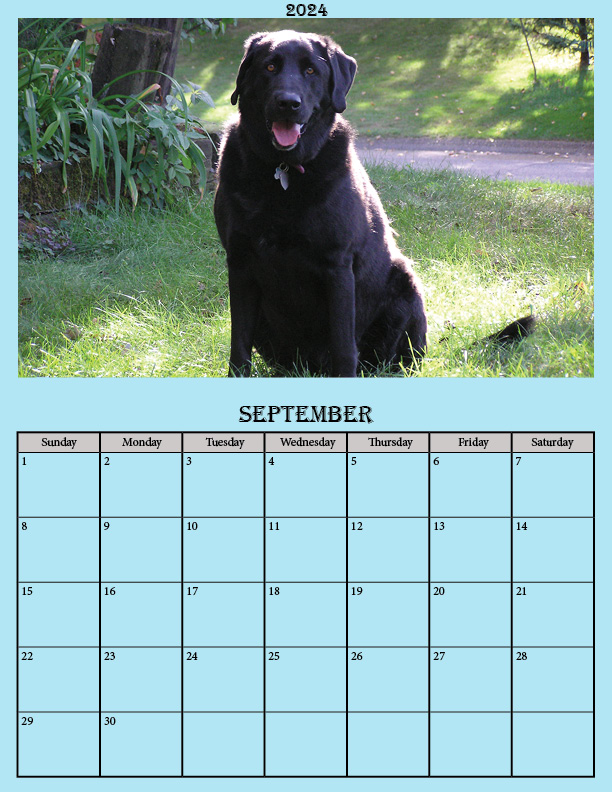 2024
SEPTEMBER
Sunday Monday Tuesday Wednesday Thursday Friday Saturday
1 2 3 4 5 6 7
8 9 10 11 12 13 14
15 16 17 18 19 20 21
22 23 24 25 26 27 28
29 30